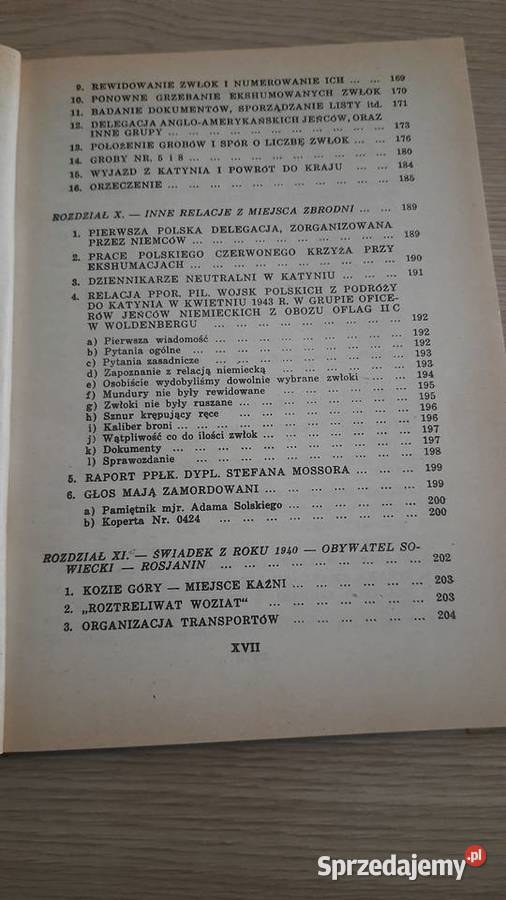 9. REWIDOWANIE ZWŁOK I NUMEROWANIE ICH ... ... 169
10. PONOWNE GRZEBANIE EKSHUMOWANYCH ZWŁOK 170
11. BADANIE DOKUMENTÓW, SPORZĄDZANIE LISTY itd. 171
12. DELEGACJA ANGLO-AMERYKAŃSKICH JEŃCÓW, ORAZ
INNE GRUPY ... ... ... ... ... ... ... ... ... ... 173
13. POŁOŻENIE GROBÓW I SPÓR O LICZBĘ ZWŁOK ... 176
14. GROBY NR. 5 i 8 ... ... ... ... ... ... ... ... ... 180
15. WYJAZD Z KATYNIA I POWRÓT DO KRAJU ... ... 184
16. ORZECZENIE ... ... ... ... ... ... ... ... ... ... 185
ROZDZIAŁ X. — INNE RELACJE Z MIEJSCA ZBRODNI ... ... 189
1. PIERWSZA POLSKA DELEGACJA, ZORGANIZOWANA
PRZEZ NIEMCÓW ... ... ... ... ... ... ... ... ... 189
2. PRACE POLSKIEGO CZERWONEGO KRZYŻA PRZY
EKSHUMACJACH ... ... ... ... ... ... ... ... ... 190
3. DZIENNIKARZE NEUTRALNI W KATYNIU ... ... ... 191
4. RELACJA PPOR. PIL. WOJSK POLSKICH Z PODRÓŻY
DO KATYNIA W KWIETNIU 1943 R. W GRUPIE OFICE-
RÓW JEŃCÓW NIEMIECKICH Z OBOZU OFLAG II C
W WOLDENBERGU ... ... ... ... ... ... ... ... 192
a) Pierwsza wiadomość ... ... ... ... ... ... ... 192
b) Pytania ogólne ... ... ... ... ... ... ... ... 192
c) Pytania zasadnicze ... ... ... ... ... ... ... 193
d) Zapoznanie z relacją niemiecką ... ... ... ... 193
e) Osobiście wydobyliśmy dowolnie wybrane zwłoki ... 194
f) Mundury nie były rewidowane ... ... ... ... ... 195
g) Zwłoki nie były ruszane ... ... ... ... ... ... 195
h) Sznur krępujący ręce ... ... ... ... ... ... ... 196
i) Kaliber broni ... ... ... ... ... ... ... ... ... 196
j) Wątpliwość co do ilości zwłok ... ... ... ... ... 197
k) Dokumenty ... ... ... ... ... ... ... ... ... 197
l) Sprawozdanie ... ... ... ... ... ... ... ... 198
5. RAPORT PPŁK. DYPL. STEFANA MOSSORA ... ... ... 199
6. GŁOS MAJĄ ZAMORDOWANI ... ... ... ... ... ... 199
a) Pamiętnik mjr. Adama Solskiego ... ... ... ... ... 200
b) Koperta Nr. 0424 ... ... ... ... ... ... ... ... 200
ROZDZIAŁ XI. — ŚWIADEK Z ROKU 1940 — OBYWATEL SO-
WIECKI — ROSJANIN ... ... ... ... ... ... ... ... 202
1. KOZIE GÓRY — MIEJSCE KAŹNI ... ... ... ... ... 203
2. „ROZTRELIWAT WOZIAT" ... ... ... ... ... ... ... 203
3. ORGANIZACJA TRANSPORTÓW ... ... ... ... ... 204
XVII
Sprzedajemy.pl